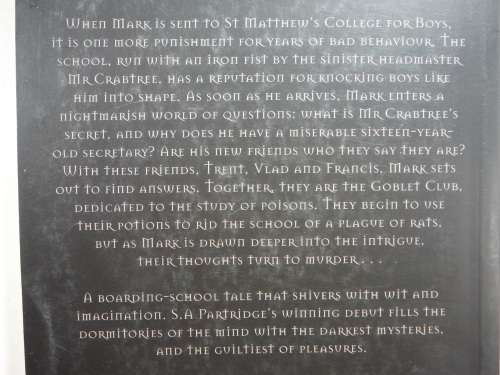 When Mark is sent to St Matthew's College for Boys,
it is one more punishment for years of bad behaviour. The
school, run with an iron fist by the sinister headmaster
Mr Crabtree, has a reputation for knocking boys like
him into shape. As soon as he arrives, Mark enters a
nightmarish world of questions: what is Mr Crabtree's
secret, and why does he have a miserable sixteen-year-
old secretary? Are his new friends who they say they are?
With these friends, Trent, Vlad and Francis, Mark sets
out to find answers. Together, they are the Goblet Club,
dedicated to the study of poisons. They begin to use
their potions to rid the school of a plague of rats,
but as Mark is drawn deeper into the intrigue,
their thoughts turn to murder . . .
A boarding-school tale that shivers with wit and
imagination. S.A Partridge's winning debut fills the
dormitories of the mind with the darkest mysteries,
and the guiltiest of pleasures.